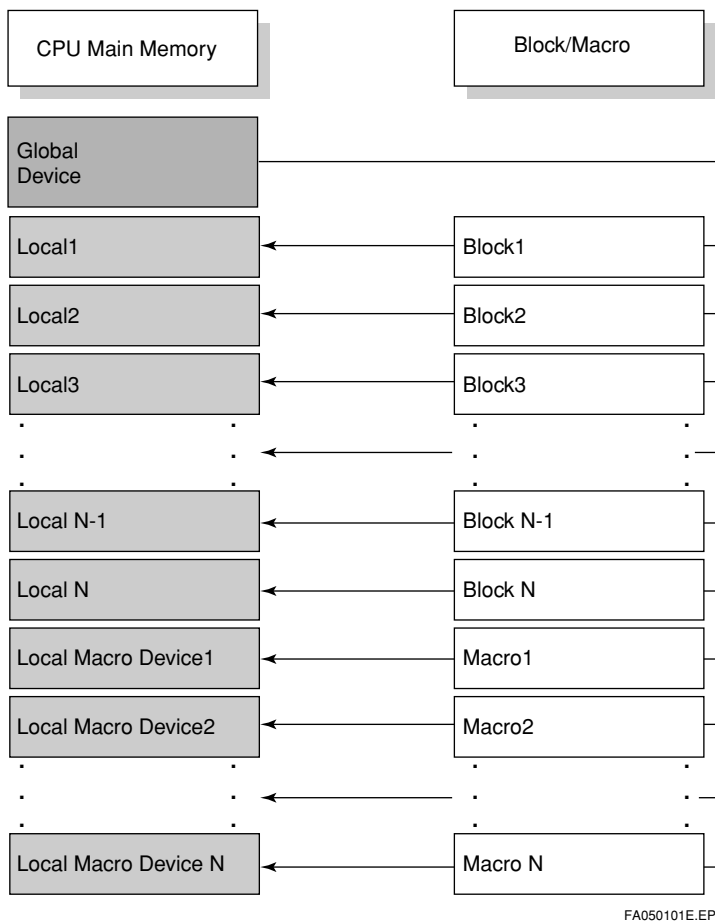 CPU Main Memory
Block/Macro
Global
Device
Local1
Block1
Local2
Block2
Local3
Block3
Local N-1
Block N-1
Local N
Block N
Local Macro Device1
Macro1
Local Macro Device2
Macro2
Local Macro Device N
Macro N
FA050101E.EP